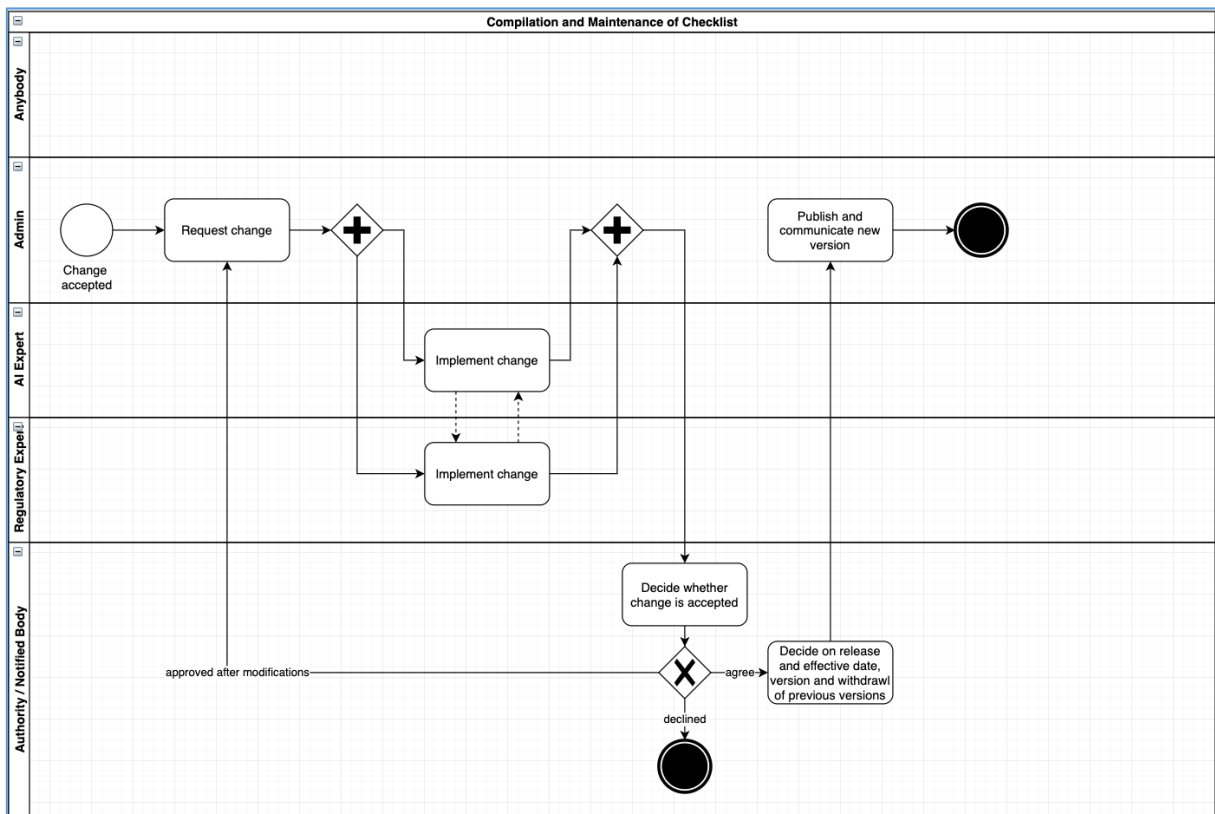 Compilation and Maintenance of Checklist
Anybody
Admin
Change
accepted
Request change
Publish and
communicate new
version
AI Expert
Implement change
Regulatory Expert
Implement change
Authority / Notified Body
Decide whether
change is accepted
approved after modifications
agree
Decide on release
and effective date,
version and withdrawl
of previous versions
declined